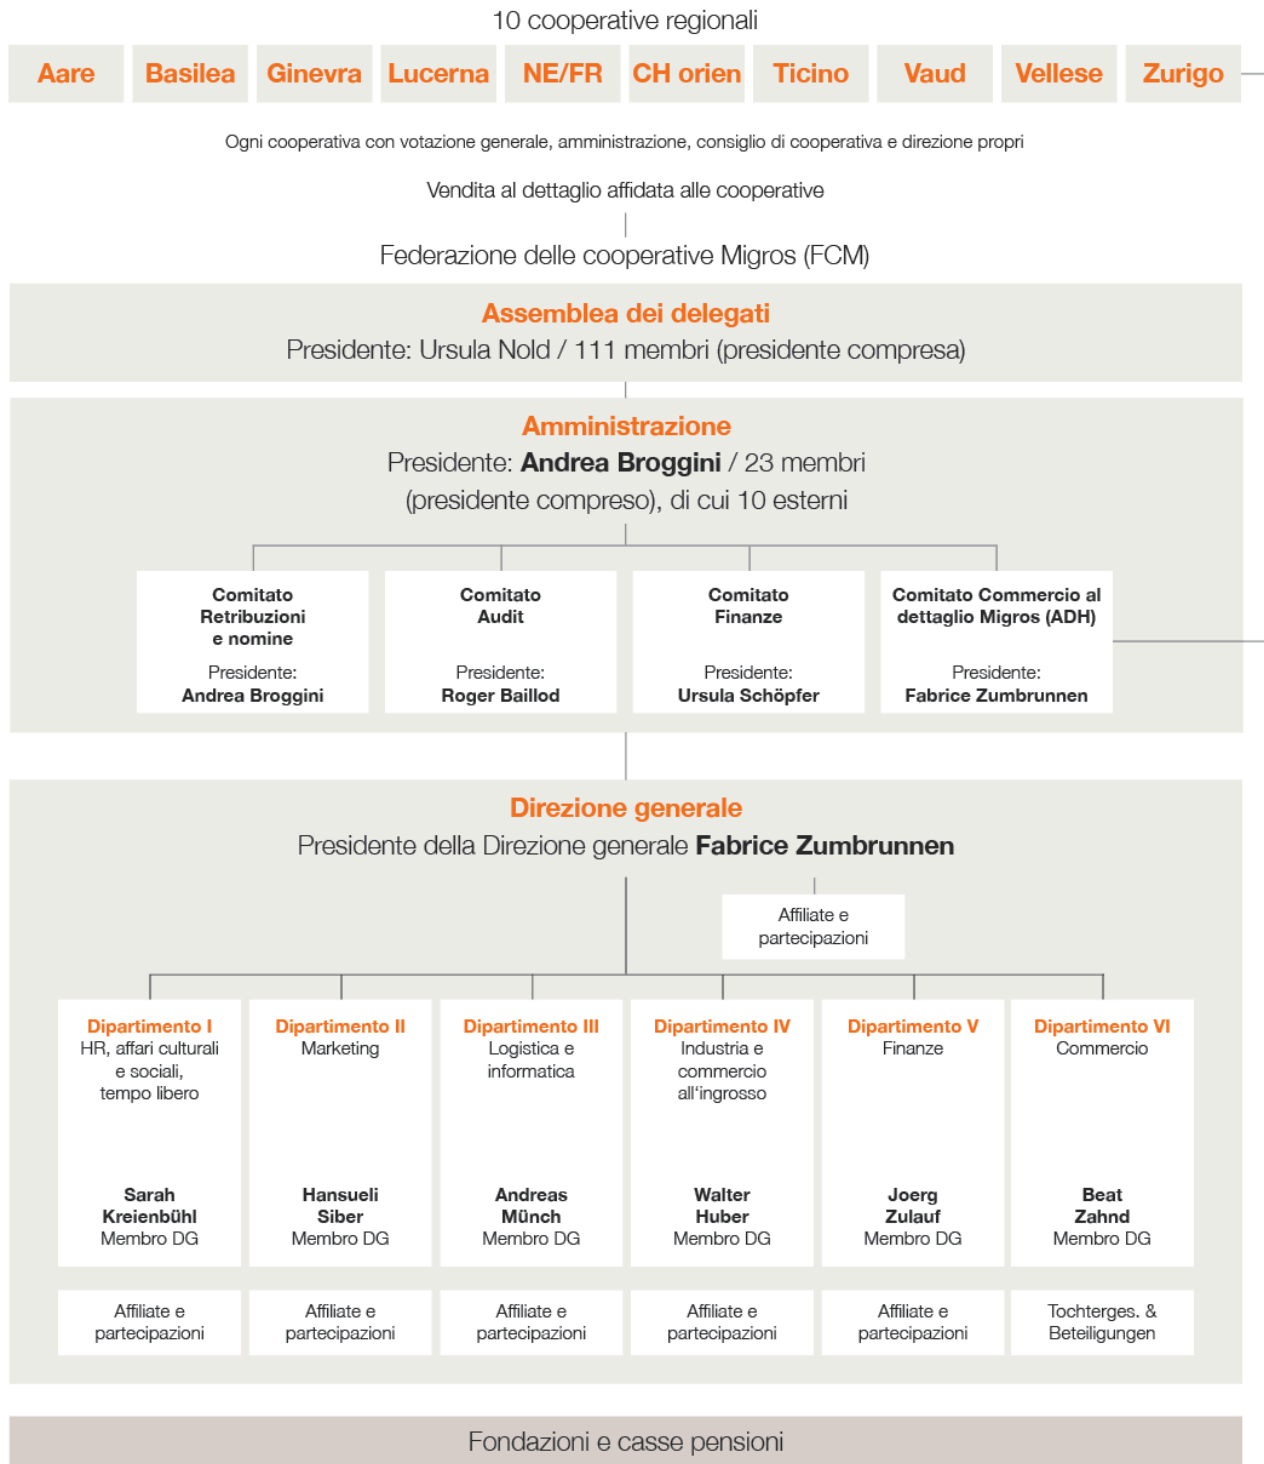 10 cooperative regionali
Aare
Basilea
Ginevra
Lucerna
NE/FR
CH orien
Ticino
Vaud
Vellese
Zurigo
Ogni cooperativa con votazione generale, amministrazione, consiglio di cooperativa e direzione propri
Vendita al dettaglio affidata alle cooperative
Federazione delle cooperative Migros (FCM)
Assemblea dei delegati
Presidente: Ursula Nold / 111 membri (presidente compresa)
Amministrazione
Presidente: Andrea Broggini / 23 membri
(presidente compreso), di cui 10 esterni
Comitato
Retribuzioni
e nomine
Presidente:
Andrea Broggini
Comitato
Audit
Presidente:
Roger Baillod
Comitato
Finanze
Presidente:
Ursula Schöpfer
Comitato Commercio al
dettaglio Migros (ADH)
Presidente:
Fabrice Zumbrunnen
Direzione generale
Presidente della Direzione generale Fabrice Zumbrunnen
Affiliate e
partecipazioni
Dipartimento I
HR, affari culturali
e sociali,
tempo libero
Sarah
Kreienbühl
Membro DG
Dipartimento II
Marketing
Hansueli
Siber
Membro DG
Dipartimento III
Logistica e
informatica
Andreas
Münch
Membro DG
Dipartimento IV
Industria e
commercio
all'ingrosso
Walter
Huber
Membro DG
Dipartimento V
Finanze
Joerg
Zulauf
Membro DG
Dipartimento VI
Commercio
Beat
Zahnd
Membro DG
Affiliate e
partecipazioni
Affiliate e
partecipazioni
Affiliate e
partecipazioni
Affiliate e
partecipazioni
Affiliate e
partecipazioni
Tochterges. &
Beteiligungen
Fondazioni e casse pensioni